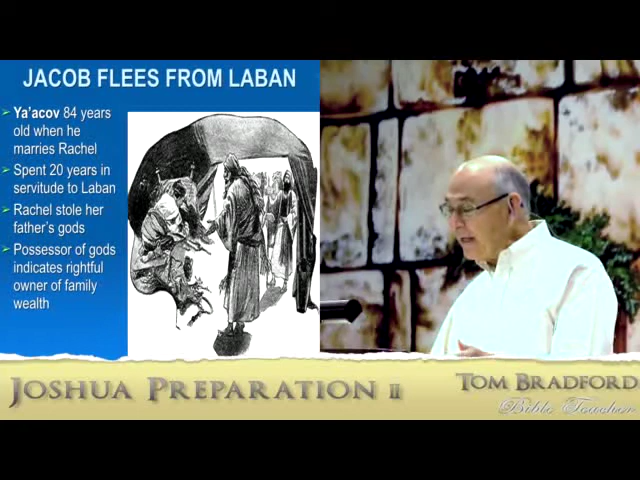 JACOB FLEES FROM LABAN
➢ Ya'acov 84 years
old when he
marries Rachel
➢ Spent 20 years in
servitude to Laban
➢ Rachel stole her
father's gods
➢ Possessor of gods
indicates rightful
owner of family
wealth
JOSHUA PREPARATION II
TOM BRADFORD
Bible Teacher